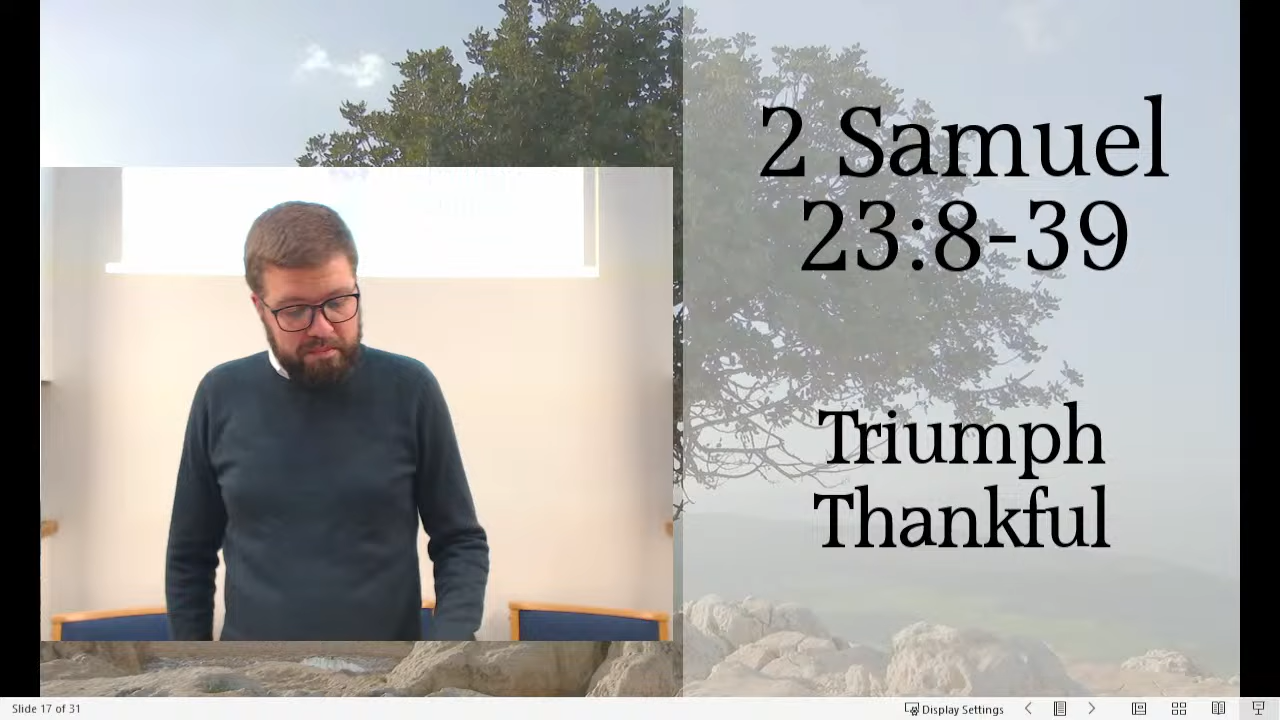 2 Samuel
23:8-39
Triumph
Thankful
Slide 17 of 31
Display Settings